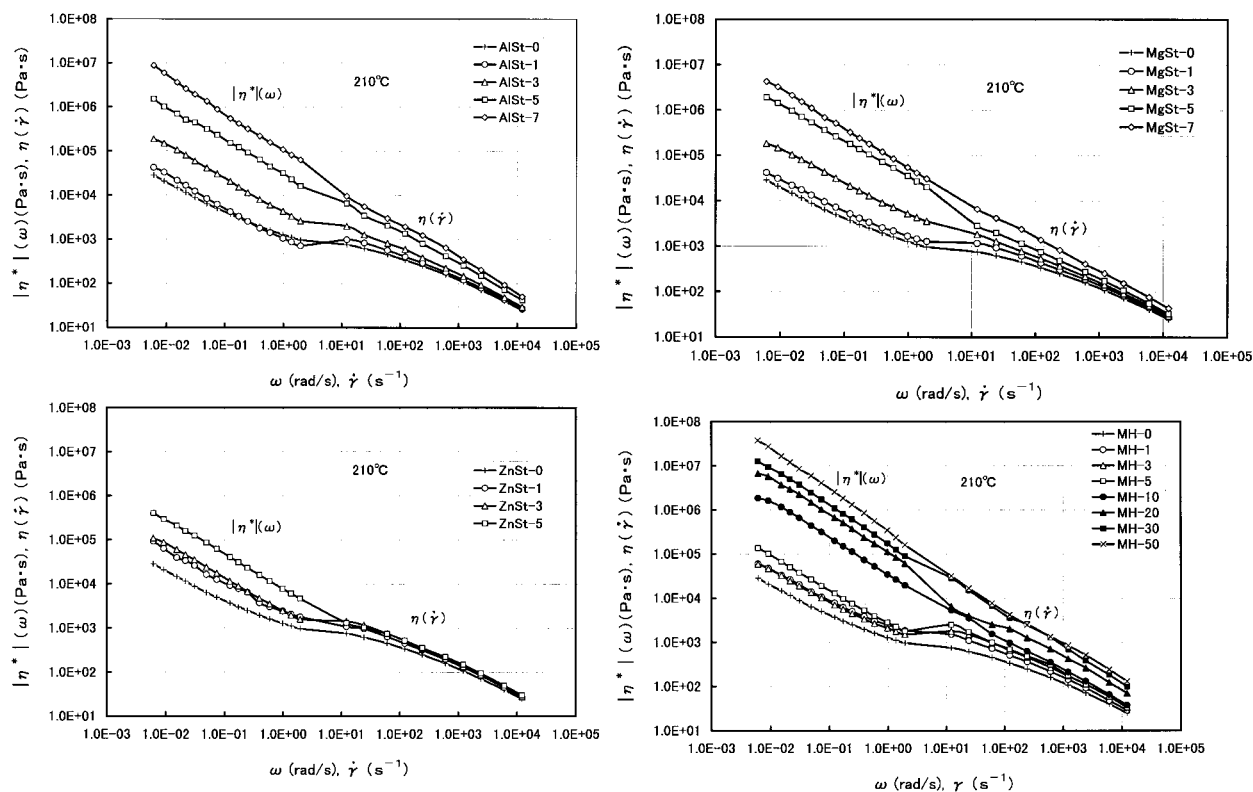 1.0E+08
1.0E+07
1.0E+06
1.0E+05
1.0E+04
1.0E+03
1.0E+02
1.0E+01
|η*|(ω)(Pa・s), η(γ̇)(Pa・s)
|η*|(ω)
210℃
η(γ̇)
AlSt-0
AlSt-1
AlSt-3
AlSt-5
AlSt-7
1.0E-03 1.0E-02 1.0E-01 1.0E+00 1.0E+01 1.0E+02 1.0E+03 1.0E+04 1.0E+05
ω (rad/s), γ̇ (s⁻¹)
1.0E+08
1.0E+07
1.0E+06
1.0E+05
1.0E+04
1.0E+03
1.0E+02
1.0E+01
|η*|(ω)(Pa・s), η(γ̇)(Pa・s)
|η*|(ω)
210℃
η(γ̇)
MgSt-0
MgSt-1
MgSt-3
MgSt-5
MgSt-7
1.0E-03 1.0E-02 1.0E-01 1.0E+00 1.0E+01 1.0E+02 1.0E+03 1.0E+04 1.0E+05
ω (rad/s), γ̇ (s⁻¹)
1.0E+08
1.0E+07
1.0E+06
1.0E+05
1.0E+04
1.0E+03
1.0E+02
1.0E+01
|η*|(ω)(Pa・s), η(γ̇)(Pa・s)
|η*|(ω)
210℃
η(γ̇)
ZnSt-0
ZnSt-1
ZnSt-3
ZnSt-5
1.0E-03 1.0E-02 1.0E-01 1.0E+00 1.0E+01 1.0E+02 1.0E+03 1.0E+04 1.0E+05
ω (rad/s), γ̇ (s⁻¹)
1.0E+08
1.0E+07
1.0E+06
1.0E+05
1.0E+04
1.0E+03
1.0E+02
1.0E+01
|η*|(ω)(Pa・s), η(γ̇)(Pa・s)
|η*|(ω)
210℃
η(γ̇)
MH-0
MH-1
MH-3
MH-5
MH-10
MH-20
MH-30
MH-50
1.0E-03 1.0E-02 1.0E-01 1.0E+00 1.0E+01 1.0E+02 1.0E+03 1.0E+04 1.0E+05
ω (rad/s), γ (s⁻¹)